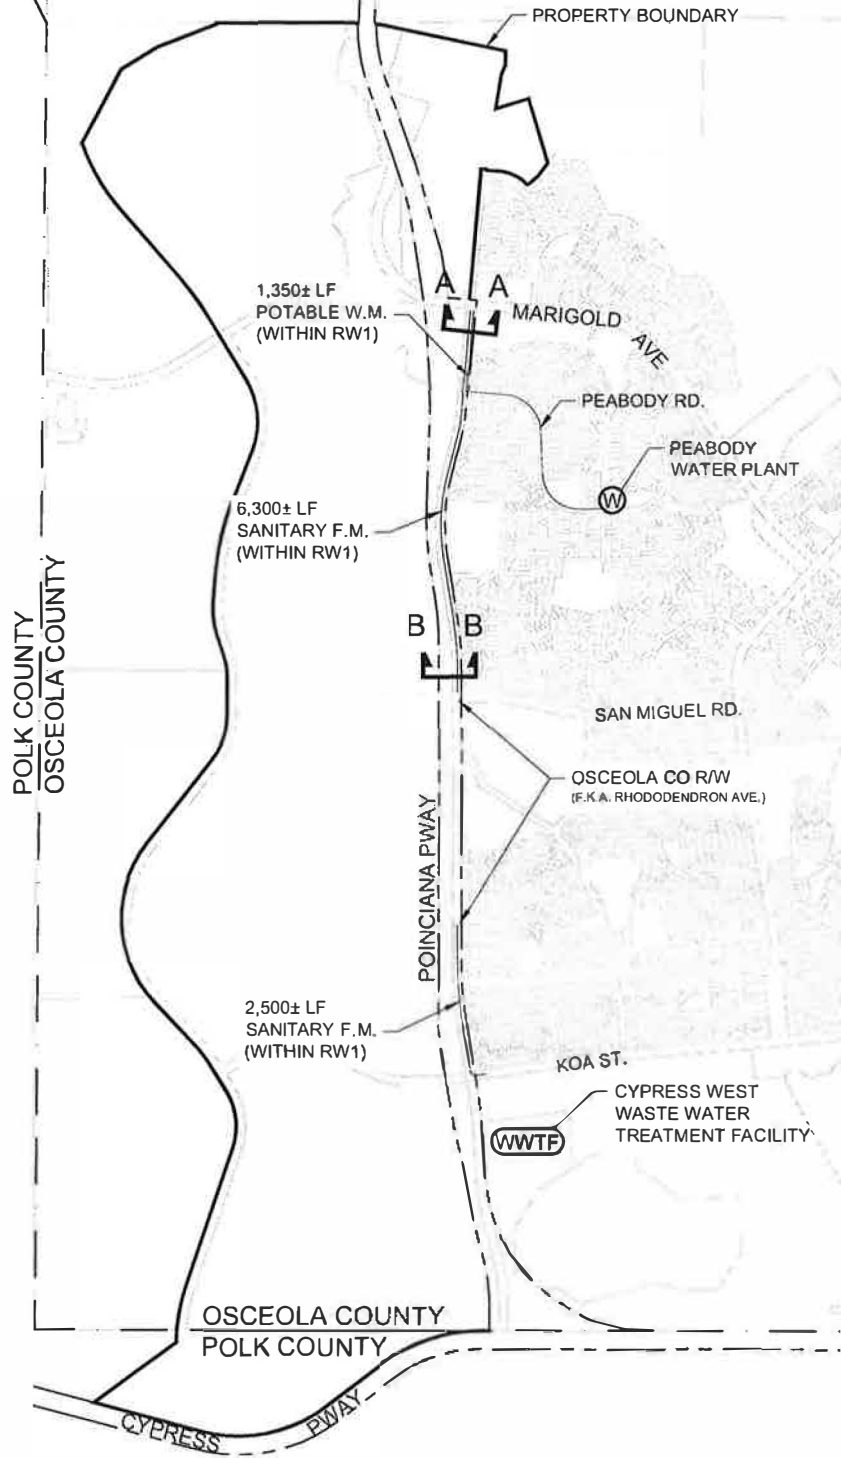 PROPERTY BOUNDARY
1,350± LF
POTABLE W.M.
(WITHIN RW1)
A A
MARIGOLD
AVE
PEABODY RD.
PEABODY
WATER PLANT
W
6,300± LF
SANITARY F.M.
(WITHIN RW1)
POLK COUNTY
OSCEOLA COUNTY
B B
SAN MIGUEL RD.
OSCEOLA CO R/W
(F.K.A. RHODODENDRON AVE.)
POINCIANA PWAY
2,500± LF
SANITARY F.M.
(WITHIN RW1)
KOA ST.
CYPRESS WEST
WASTE WATER
TREATMENT FACILITY
WWTF
OSCEOLA COUNTY
POLK COUNTY
CYPRESS PWAY